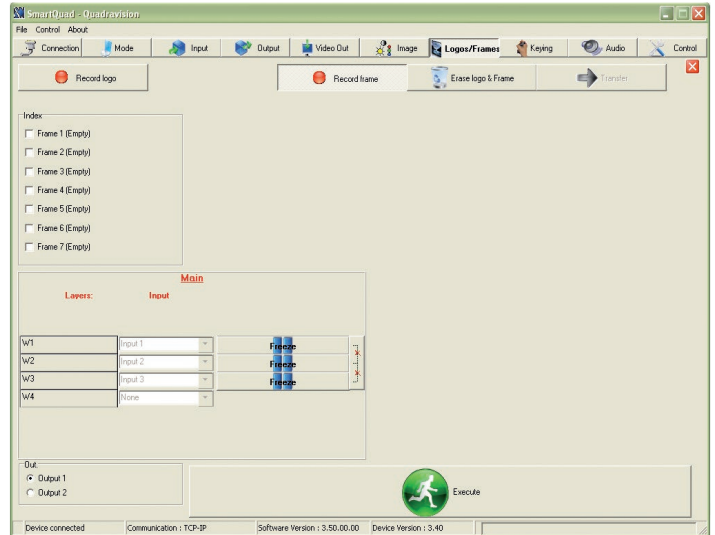 SmartQuad - Quadravision
File Control About
Connection Mode Input Output Video Out Image Logos/Frames Keying Audio Control
Record logo Record frame Erase logo & Frame Transfer
Index
Frame 1 (Empty)
Frame 2 (Empty)
Frame 3 (Empty)
Frame 4 (Empty)
Frame 5 (Empty)
Frame 6 (Empty)
Frame 7 (Empty)
Main
Layers: Input
W1 Input 1 Freeze
W2 Input 2 Freeze
W3 Input 3 Freeze
W4 None
Out.
Output 1
Output 2
Execute
Device connected Communication : TCP-IP Software Version : 3.50.00.00 Device Version : 3.40